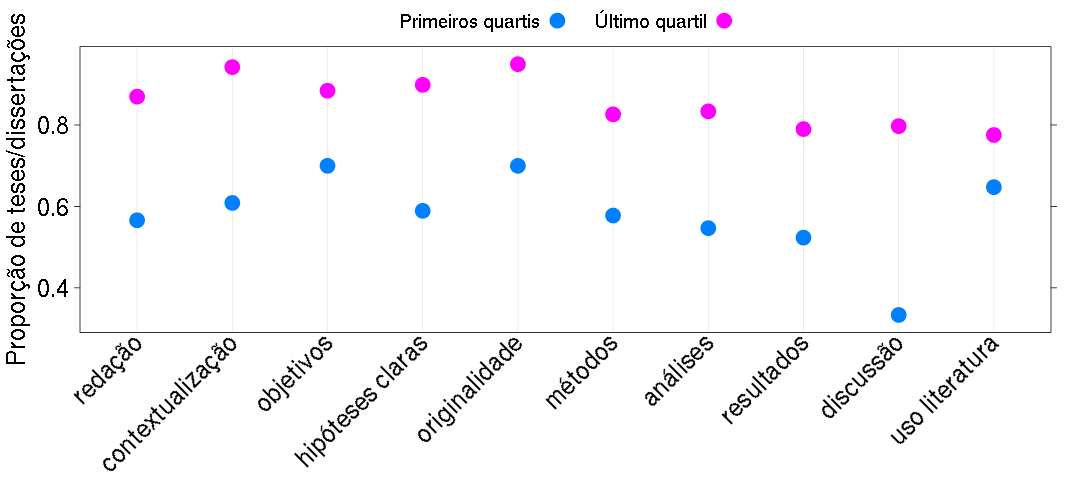 Primeiros quartis
Último quartil
Proporção de teses/dissertações
0.8
0.6
0.4
redação
contextualização
objetivos
hipóteses claras
originalidade
métodos
análises
resultados
discussão
uso literatura